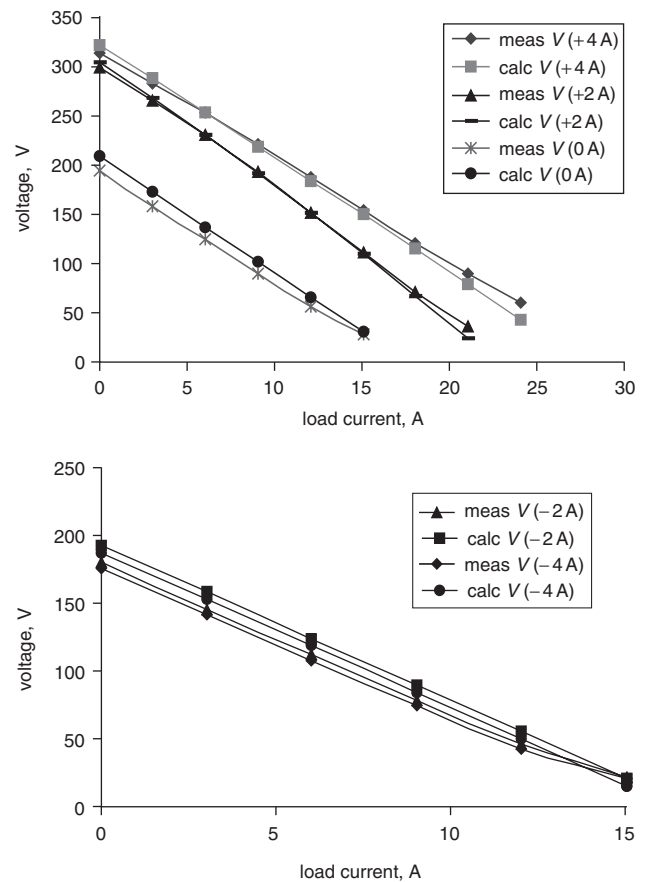 350
300
250
200
150
100
50
0
voltage, V
0 5 10 15 20 25 30
load current, A
meas V (+4 A)
calc V (+4 A)
meas V (+2 A)
calc V (+2 A)
meas V (0 A)
calc V (0 A)
250
200
150
100
50
0
voltage, V
0 5 10 15
load current, A
meas V (−2 A)
calc V (−2 A)
meas V (−4 A)
calc V (−4 A)